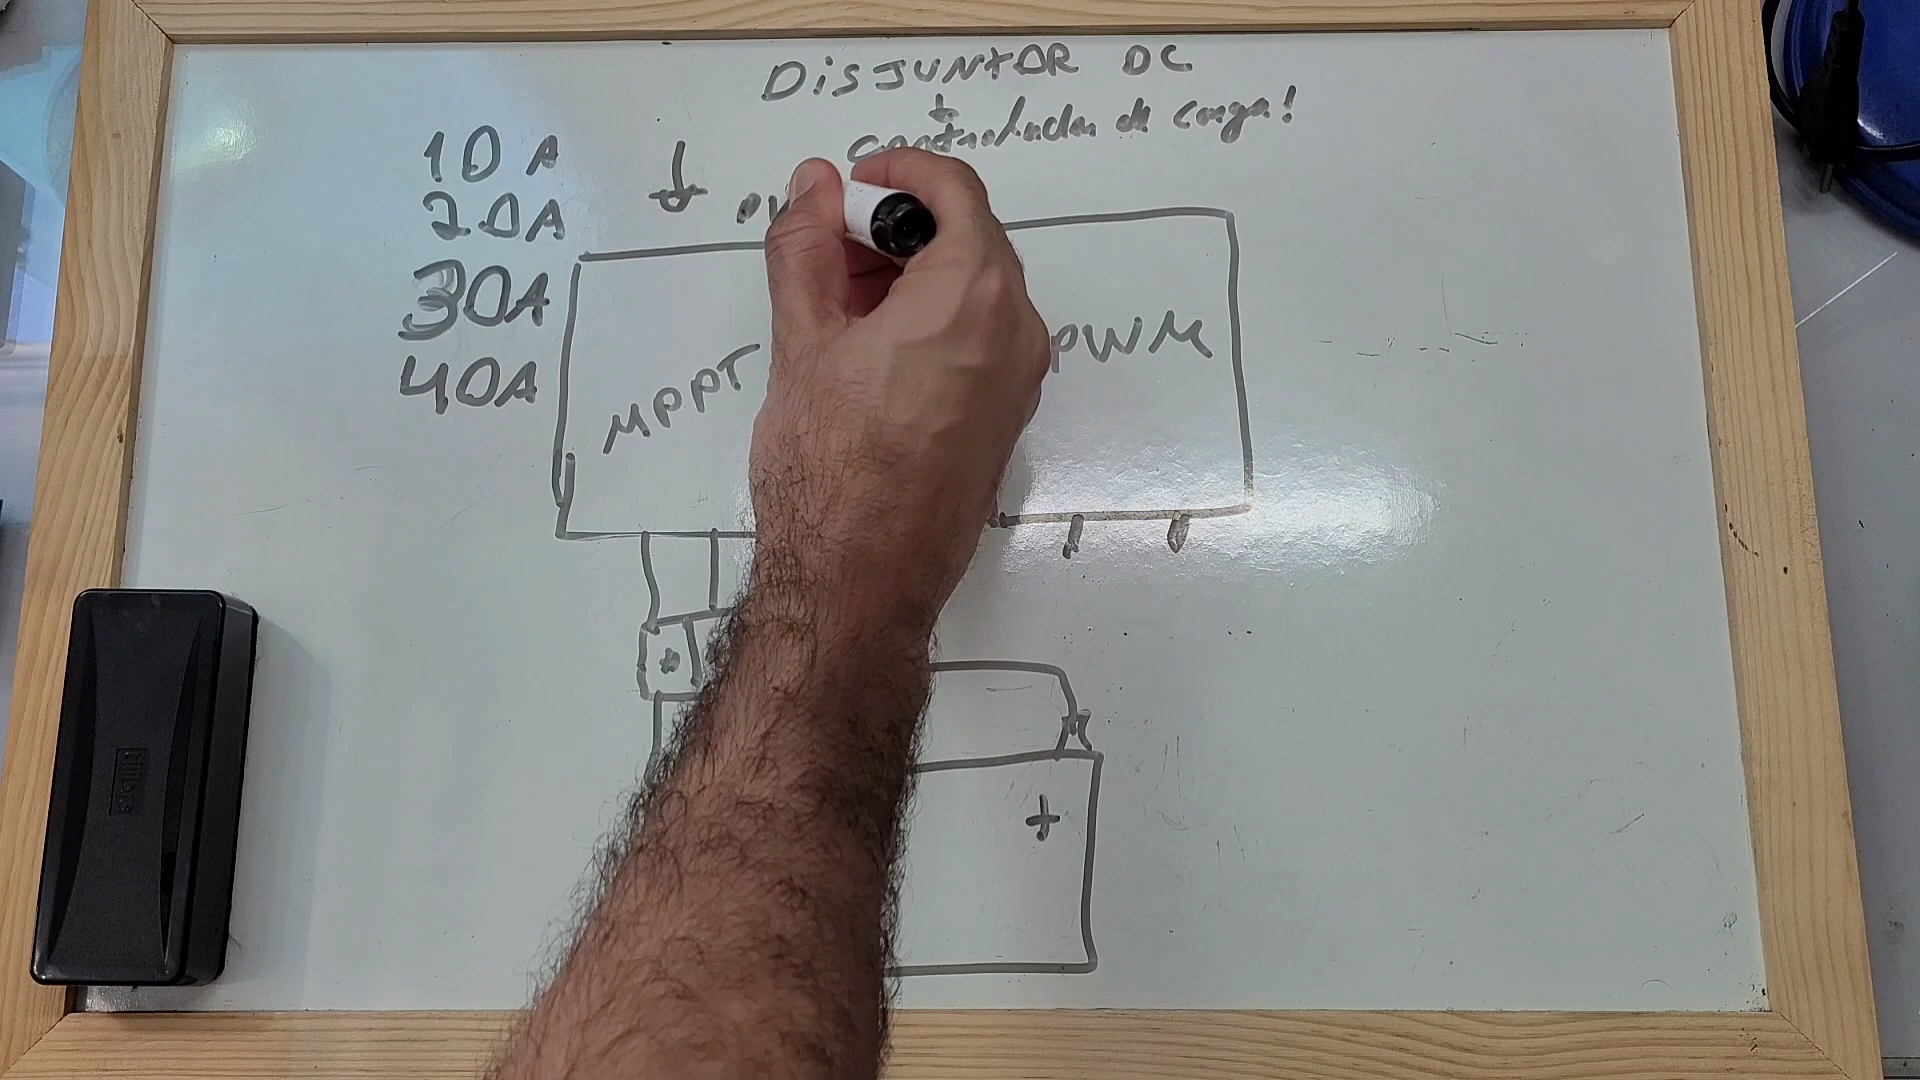 DISJUNTOR DC
+
controlador de carga!
10 A
20A
30A
40A
MPPT
PWM
+